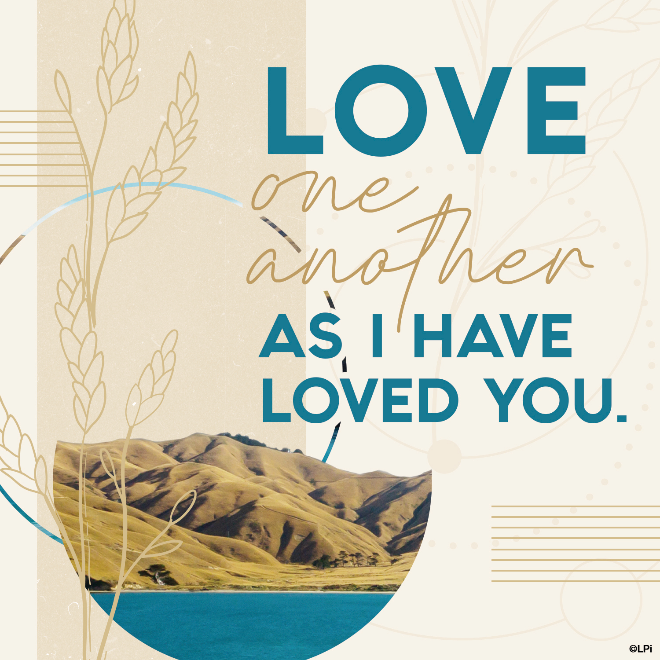 LOVE
one
another
AS I HAVE
LOVED YOU.
©LPi